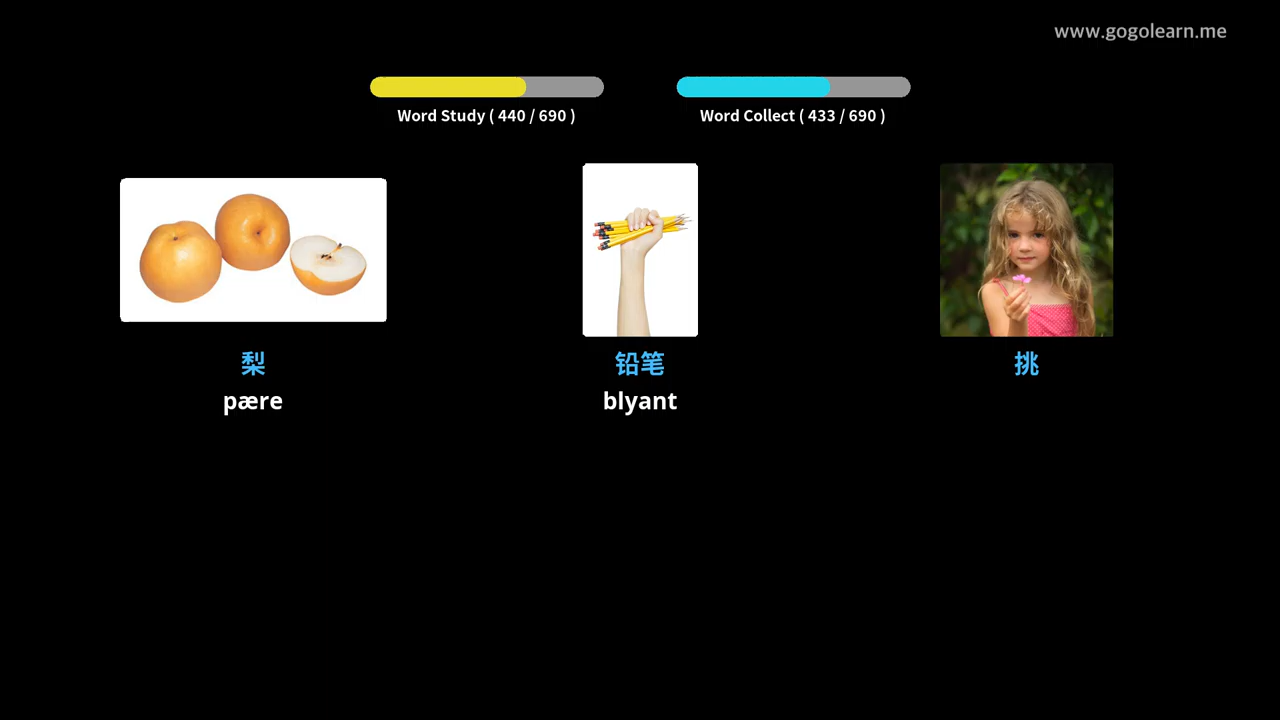 www.gogolearn.me
Word Study ( 440 / 690 )
Word Collect ( 433 / 690 )
梨
铅笔
挑
pære
blyant